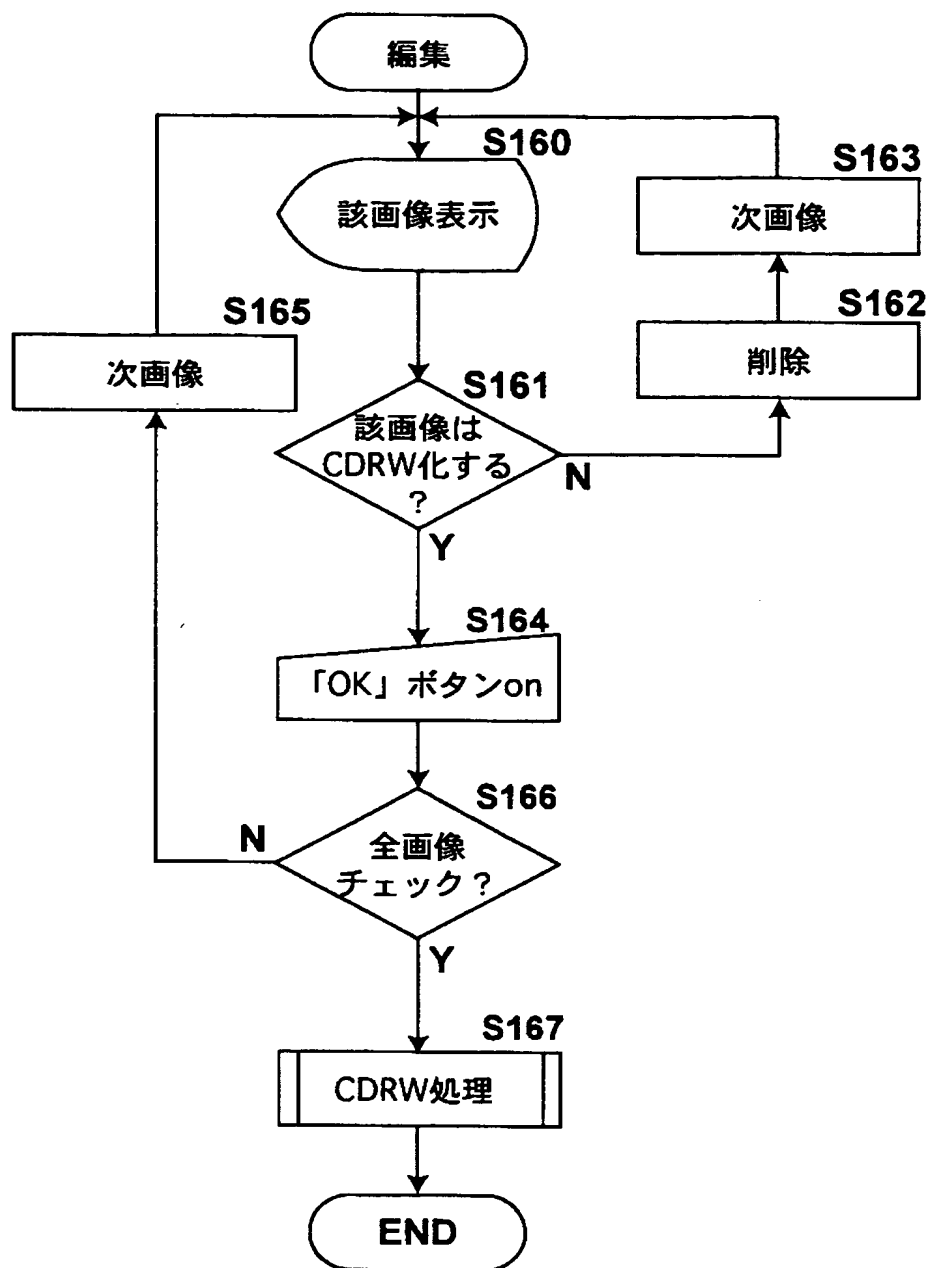 編集
S160
該画像表示
S163
次画像
S162
削除
S165
次画像
S161
該画像は
CDRW化する
?
N
Y
S164
「OK」ボタンon
S166
全画像
チェック?
N
Y
S167
CDRW処理
END